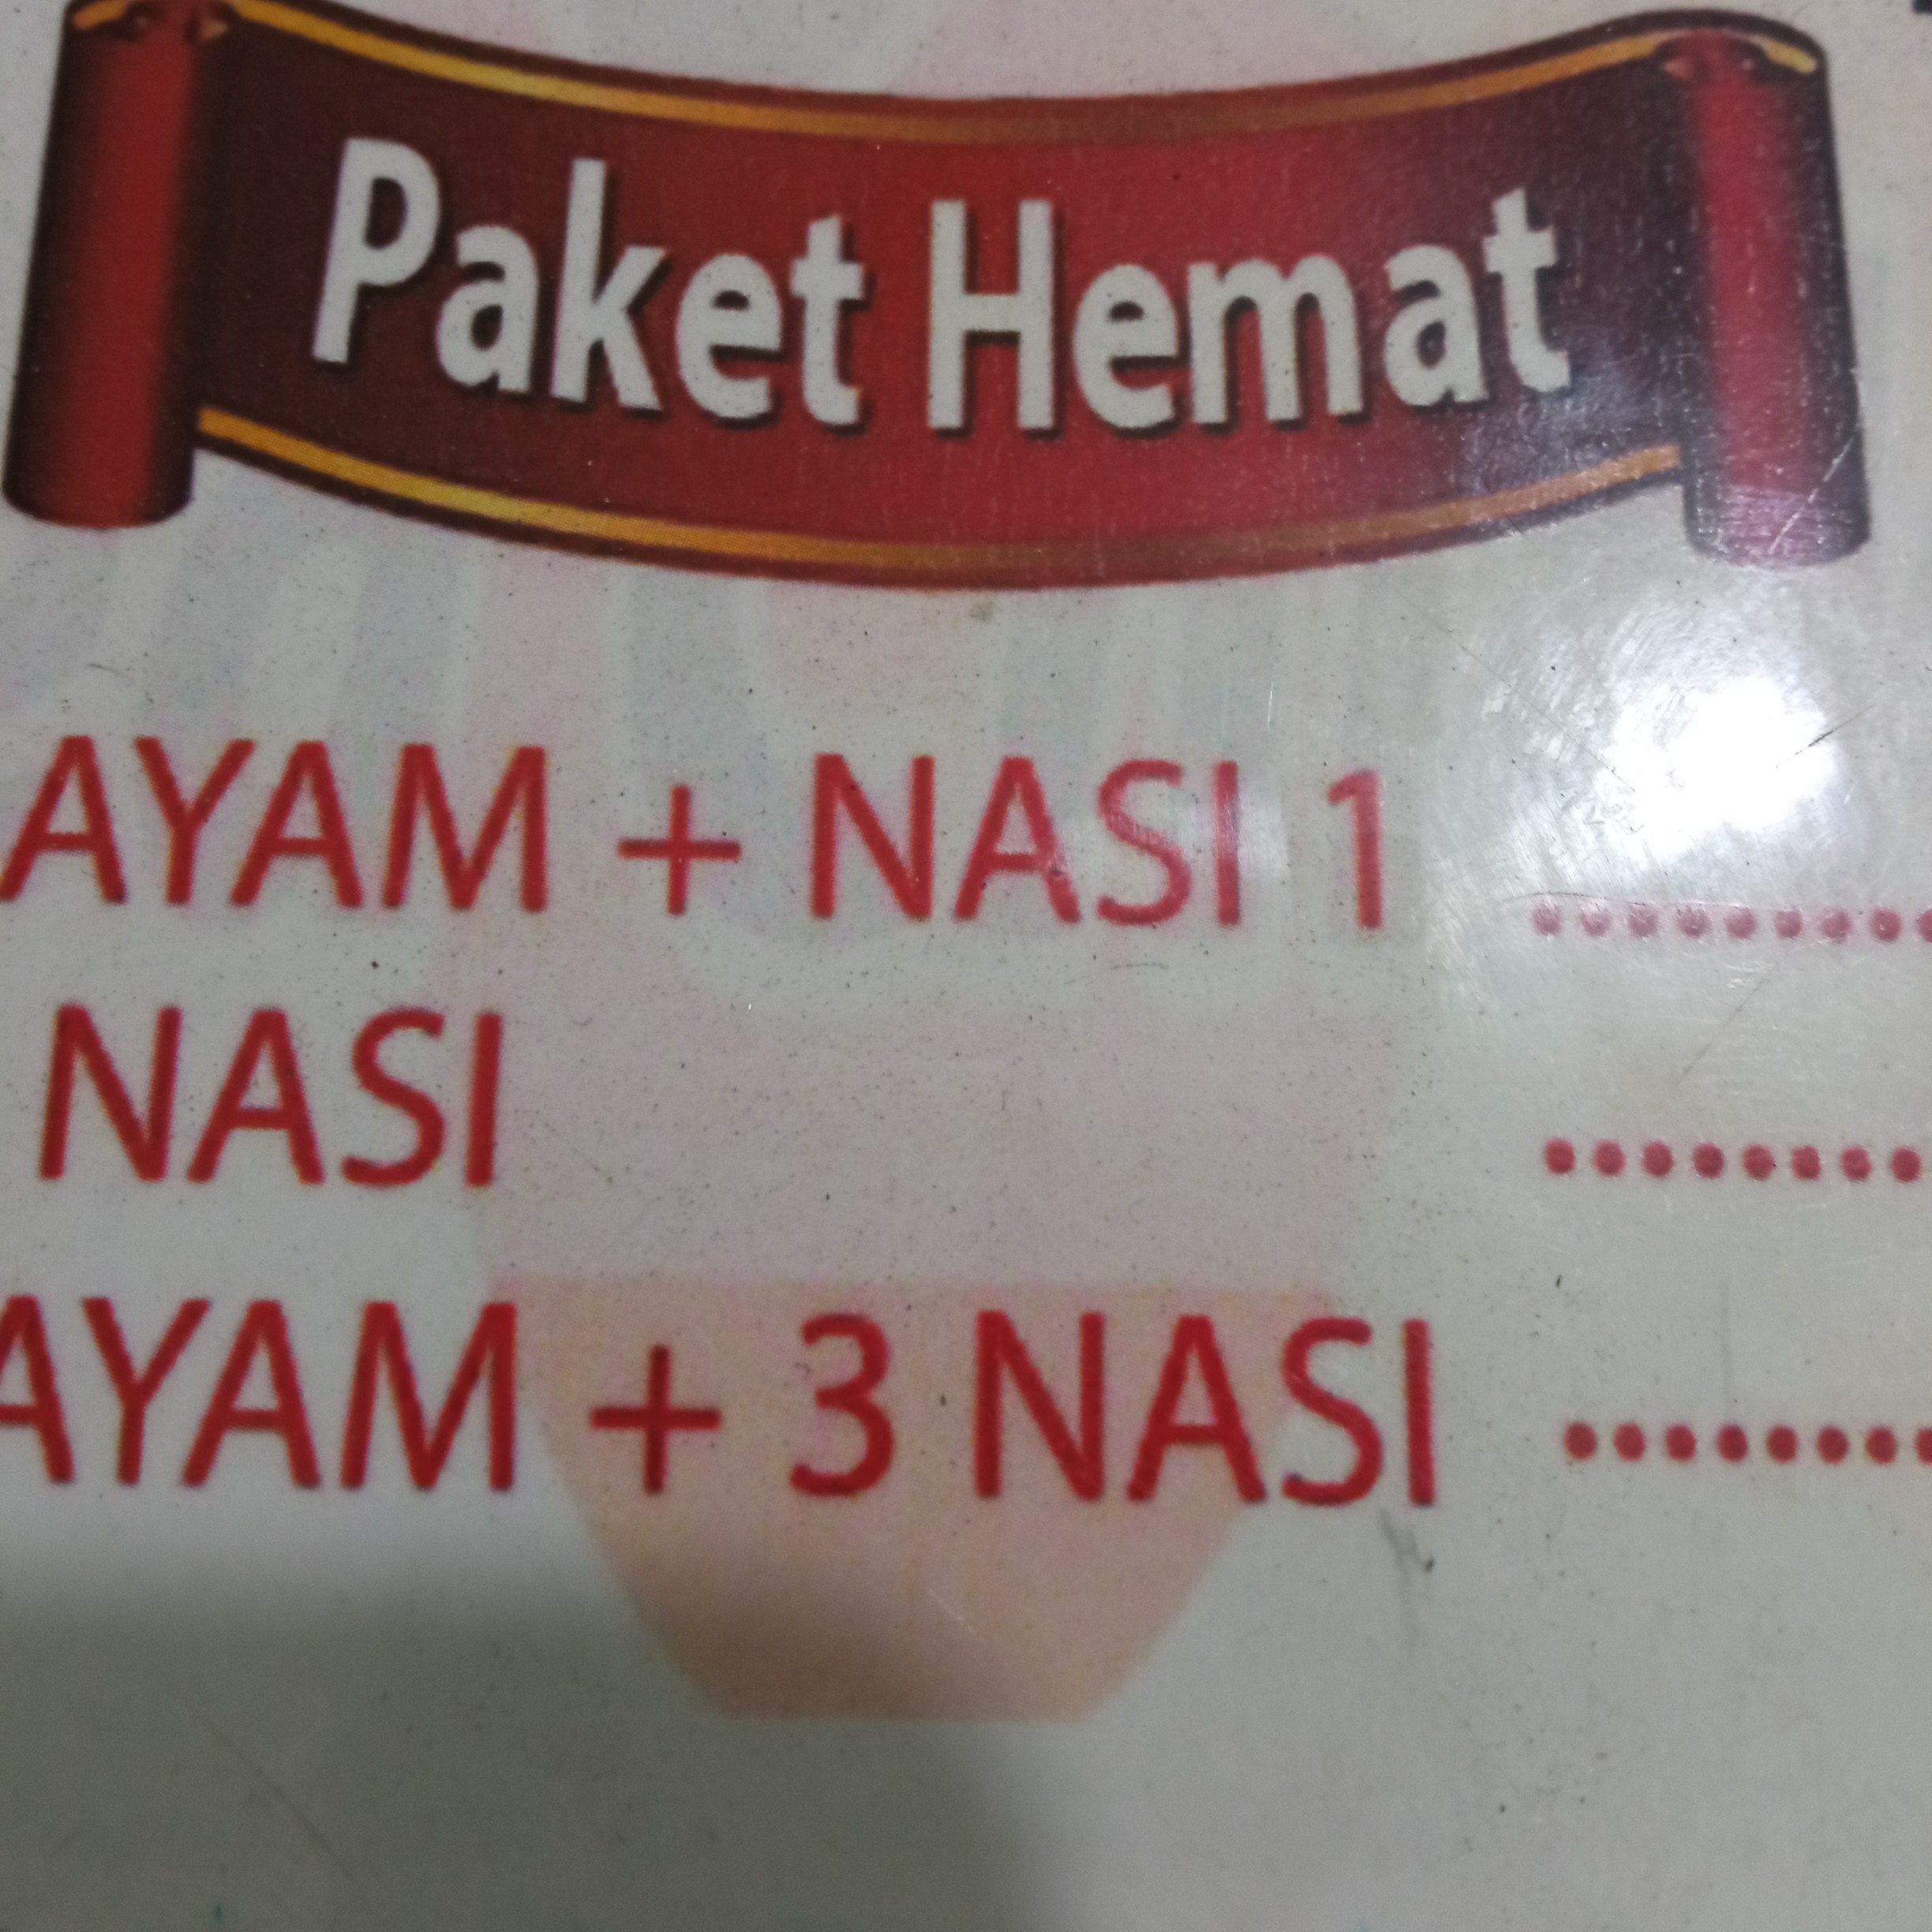 Paket Hemat
AYAM + NASI 1 .........
NASI ........
AYAM + 3 NASI ........